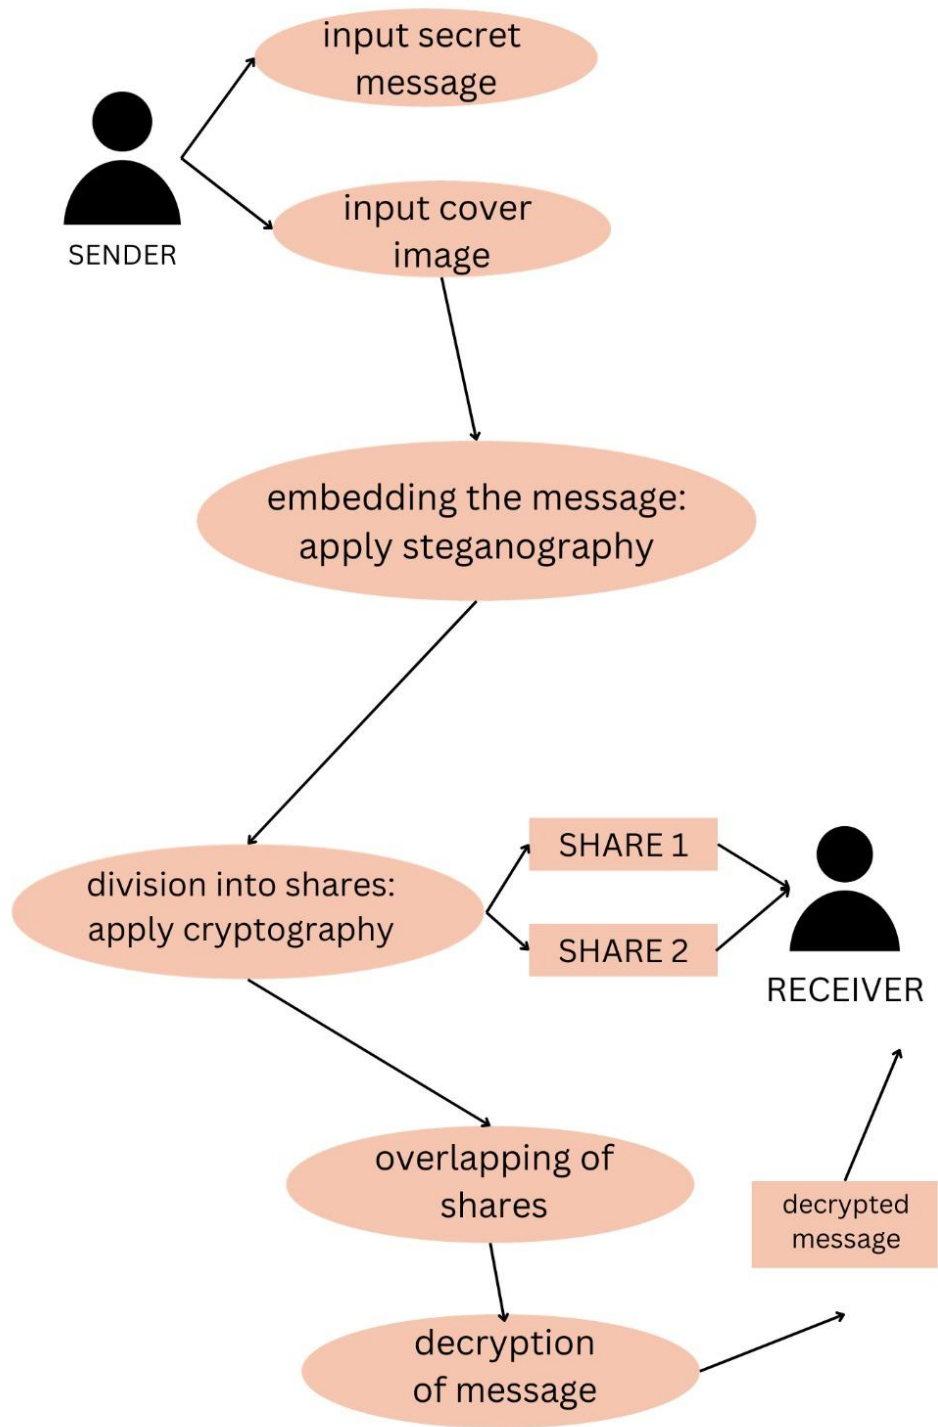 input secret
message
SENDER
input cover
image
embedding the message:
apply steganography
division into shares:
apply cryptography
SHARE 1
SHARE 2
RECEIVER
overlapping of
shares
decrypted
message
decryption
of message